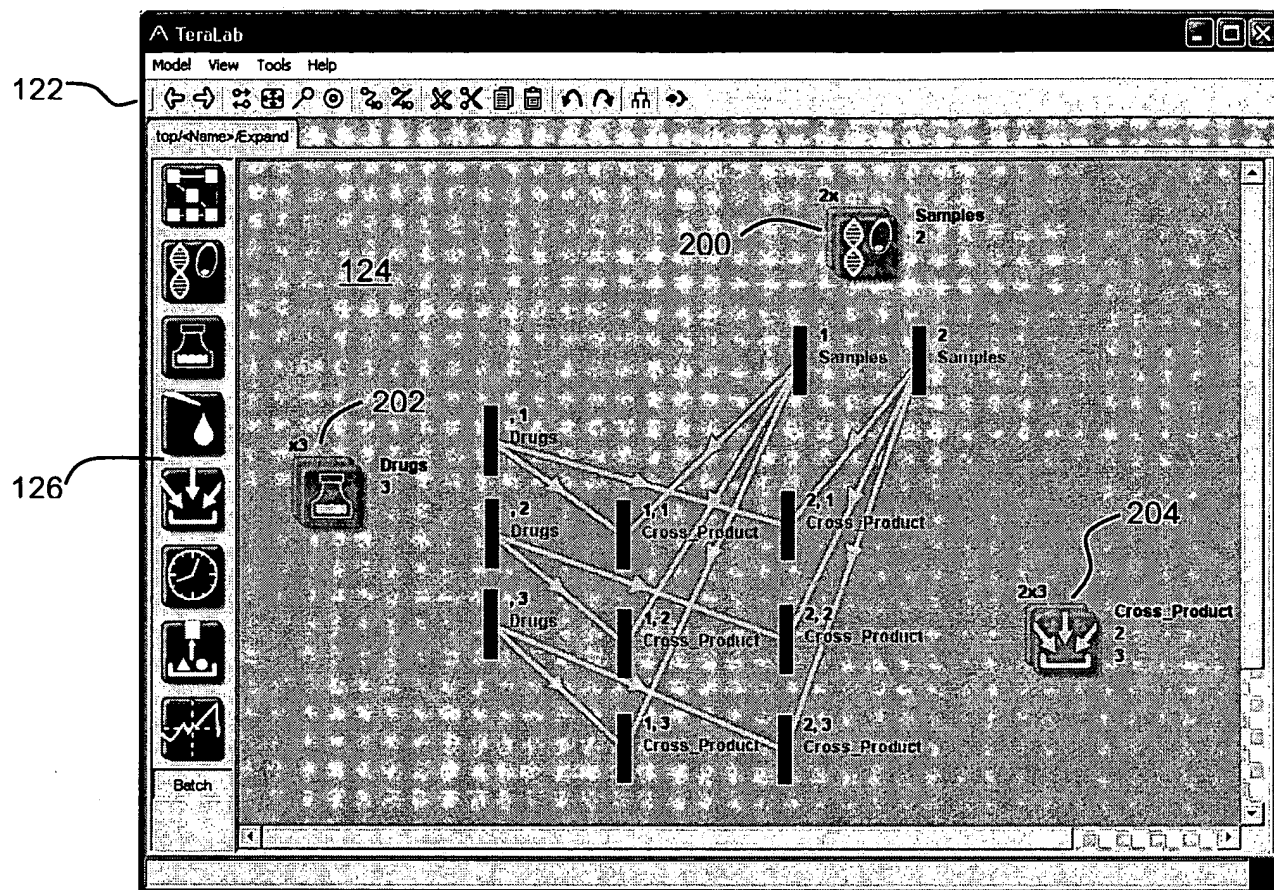 TeraLab
Model View Tools Help
122
top/<Name>/Expand
2x
Samples
2
200
124
1
Samples
2
Samples
202
x3
Drugs
3
, 1
Drugs
126
, 2
Drugs
1, 1
Cross_Product
2, 1
Cross_Product
204
2x3
Cross_Product
2
3
, 3
Drugs
1, 2
Cross_Product
2, 2
Cross_Product
1, 3
Cross_Product
2, 3
Cross_Product
Batch